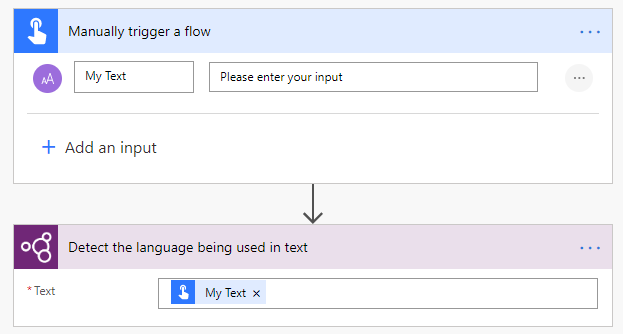 Manually trigger a flow
AA My Text Please enter your input
Add an input
Detect the language being used in text
* Text My Text